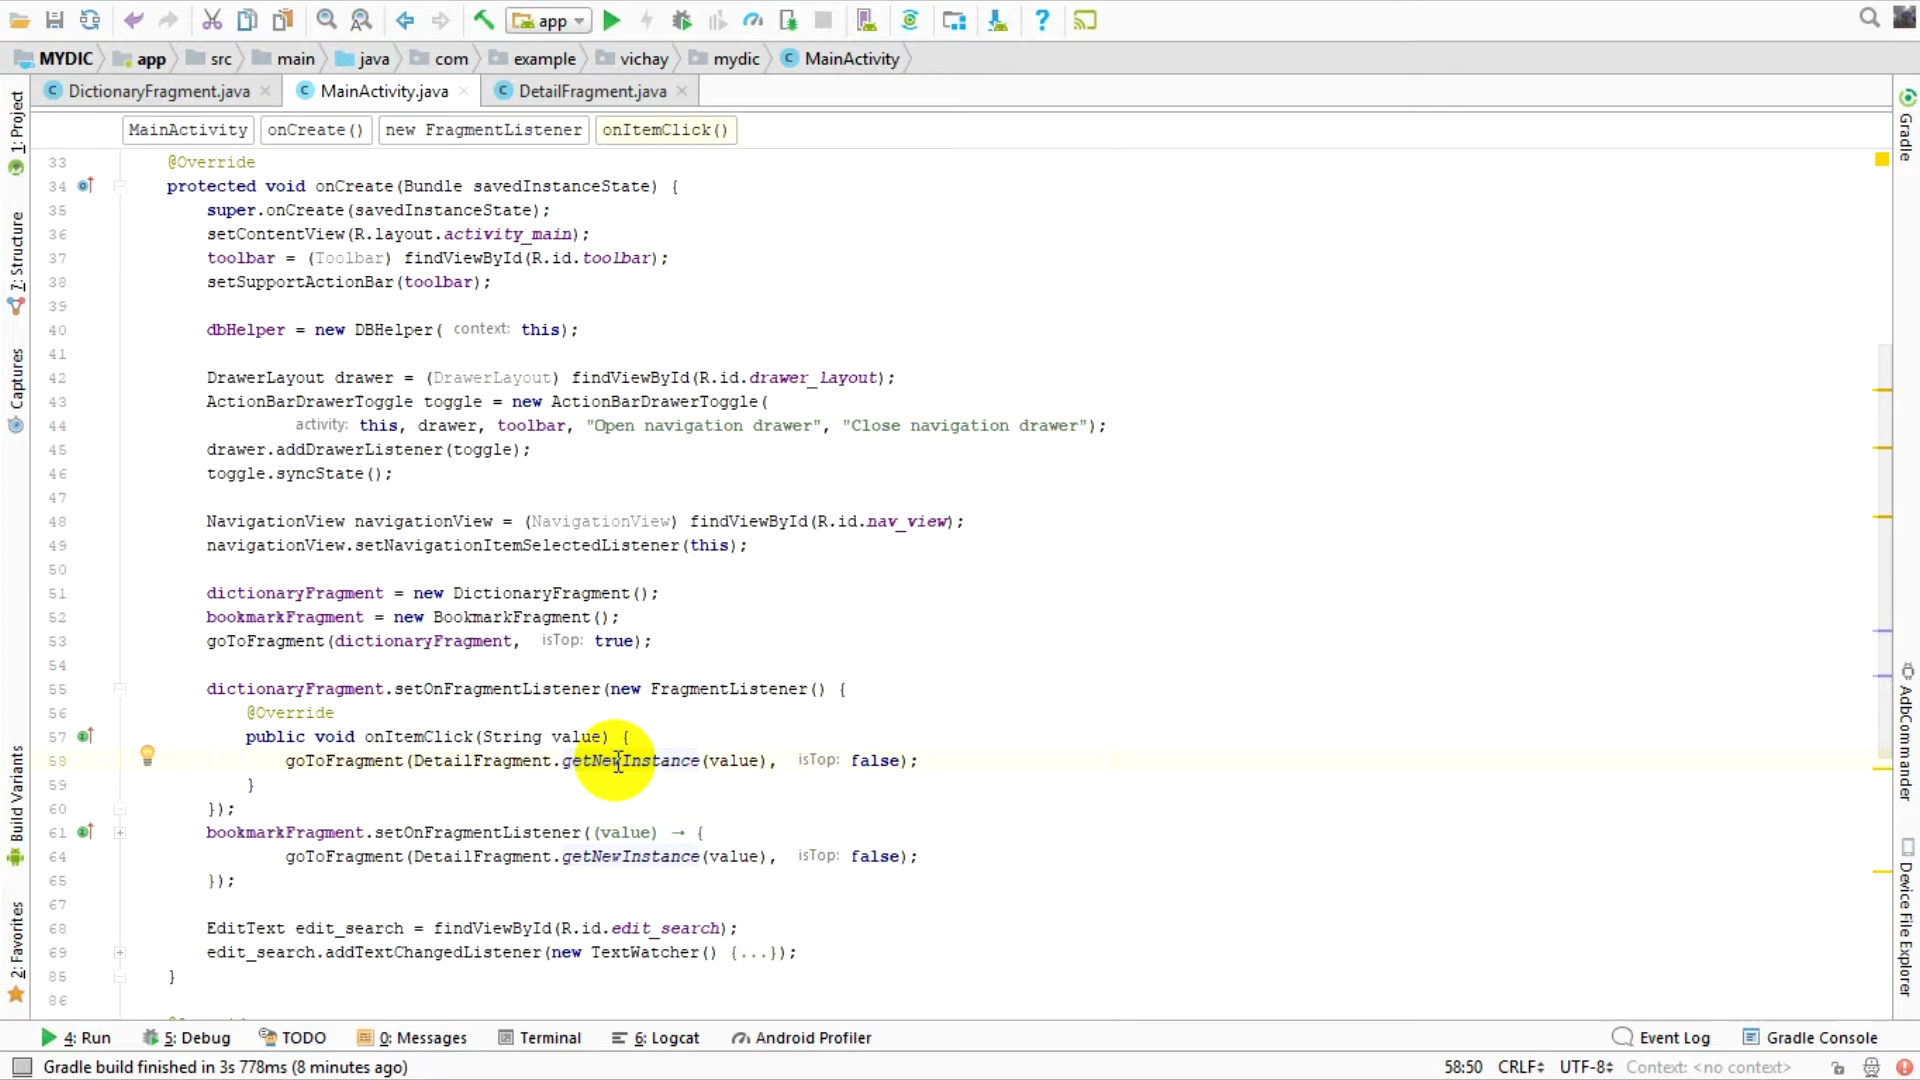 app
MYDIC app src main java com example vichay mydic MainActivity
DictionaryFragment.java MainActivity.java DetailFragment.java
MainActivity onCreate() new FragmentListener onItemClick()
1: Project
7: Structure
Captures
Build Variants
2: Favorites
33 @Override
34 protected void onCreate(Bundle savedInstanceState) {
35 super.onCreate(savedInstanceState);
36 setContentView(R.layout.activity_main);
37 toolbar = (Toolbar) findViewById(R.id.toolbar);
38 setSupportActionBar(toolbar);
39
40 dbHelper = new DBHelper( context: this);
41
42 DrawerLayout drawer = (DrawerLayout) findViewById(R.id.drawer_layout);
43 ActionBarDrawerToggle toggle = new ActionBarDrawerToggle(
44 activity: this, drawer, toolbar, "Open navigation drawer", "Close navigation drawer");
45 drawer.addDrawerListener(toggle);
46 toggle.syncState();
47
48 NavigationView navigationView = (NavigationView) findViewById(R.id.nav_view);
49 navigationView.setNavigationItemSelectedListener(this);
50
51 dictionaryFragment = new DictionaryFragment();
52 bookmarkFragment = new BookmarkFragment();
53 goToFragment(dictionaryFragment, isTop: true);
54
55 dictionaryFragment.setOnFragmentListener(new FragmentListener() {
56 @Override
57 public void onItemClick(String value) {
58 goToFragment(DetailFragment.getNewInstance(value), isTop: false);
59 }
60 });
61 bookmarkFragment.setOnFragmentListener((value) → {
64 goToFragment(DetailFragment.getNewInstance(value), isTop: false);
65 });
67
68 EditText edit_search = findViewById(R.id.edit_search);
69 edit_search.addTextChangedListener(new TextWatcher() {...});
85 }
86
Gradle
AdbCommander
Device File Explorer
4: Run 5: Debug TODO 0: Messages Terminal 6: Logcat Android Profiler Event Log Gradle Console
Gradle build finished in 3s 778ms (8 minutes ago) 58:50 CRLF UTF-8 Context: <no context>